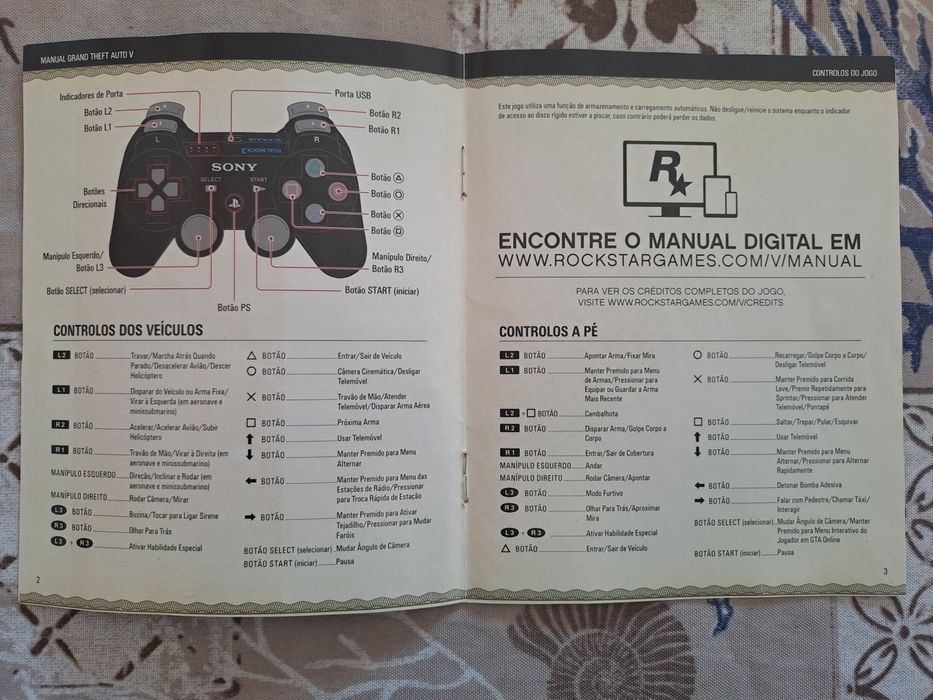 MANUAL GRAND THEFT AUTO V
Indicadores de Porta
Porta USB
Botão L2
Botão R2
Botão L1
Botão R1
L
R
SIXAXIS
DUALSHOCK 3
SONY
SELECT
START
Botões
Direcionais
Botão △
Botão ○
Botão ✕
Botão □
Manípulo Esquerdo/
Botão L3
Manípulo Direito/
Botão R3
Botão SELECT (selecionar)
Botão START (iniciar)
Botão PS
CONTROLOS DOS VEÍCULOS
L2 BOTÃO Travar/Marcha Atrás Quando
Parado/Desacelerar Avião/Descer
Helicóptero
L1 BOTÃO Disparar do Veículo ou Arma Fixa/
Virar à Esquerda (em aeronave e
minissubmarino)
R2 BOTÃO Acelerar/Acelerar Avião/Subir
Helicóptero
R1 BOTÃO Travão de Mão/Virar à Direita (em
aeronave e minissubmarino)
MANÍPULO ESQUERDO Direção/Inclinar e Rodar (em
aeronave e minissubmarino)
MANÍPULO DIREITO Rodar Câmera/Mirar
L3 BOTÃO Buzina/Tocar para Ligar Sirene
R3 BOTÃO Olhar Para Trás
L3 + R3 Ativar Habilidade Especial
△ BOTÃO Entrar/Sair de Veículo
○ BOTÃO Câmera Cinemática/Desligar
Telemóvel
✕ BOTÃO Travão de Mão/Atender
Telemóvel/Disparar Arma Aérea
□ BOTÃO Próxima Arma
↑ BOTÃO Usar Telemóvel
↓ BOTÃO Manter Premido para Menu
Alternar
← BOTÃO Manter Premido para Menu das
Estações de Rádio/Pressionar
para Troca Rápida de Estação
→ BOTÃO Manter Premido para Ativar
Tejadilho/Pressionar para Mudar
Faróis
BOTÃO SELECT (selecionar) Mudar Ângulo de Câmera
BOTÃO START (iniciar) Pausa
2
CONTROLOS DO JOGO
Este jogo utiliza uma função de armazenamento e carregamento automáticos. Não desligue/reinicie o sistema enquanto o indicador
de acesso ao disco rígido estiver a piscar, caso contrário poderá perder os dados.
R
ENCONTRE O MANUAL DIGITAL EM
WWW.ROCKSTARGAMES.COM/V/MANUAL
PARA VER OS CRÉDITOS COMPLETOS DO JOGO,
VISITE WWW.ROCKSTARGAMES.COM/V/CREDITS
CONTROLOS A PÉ
L2 BOTÃO Apontar Arma/Fixar Mira
L1 BOTÃO Manter Premido para Menu
de Armas/Pressionar para
Equipar ou Guardar a Arma
Mais Recente
L2 + □ BOTÃO Cambalhota
R2 BOTÃO Disparar Arma/Golpe Corpo a
Corpo
R1 BOTÃO Entrar/Sair de Cobertura
MANÍPULO ESQUERDO Andar
MANÍPULO DIREITO Rodar Câmera/Apontar
L3 BOTÃO Modo Furtivo
R3 BOTÃO Olhar Para Trás/Aproximar
Mira
L3 + R3 BOTÃO Ativar Habilidade Especial
△ BOTÃO Entrar/Sair de Veículo
○ BOTÃO Recarregar/Golpe Corpo a Corpo/
Desligar Telemóvel
✕ BOTÃO Manter Premido para Corrida
Leve/Premir Repetidamente para
Sprintar/Pressionar para Atender
Telemóvel/Pontapé
□ BOTÃO Saltar/Trepar/Pular/Esquivar
↑ BOTÃO Usar Telemóvel
↓ BOTÃO Manter Premido para Menu
Alternar/Pressionar para Alternar
Rapidamente
← BOTÃO Detonar Bomba Adesiva
→ BOTÃO Falar com Pedestre/Chamar Táxi/
Interagir
BOTÃO SELECT (selecionar) Mudar Ângulo de Câmera/Manter
Premido para Menu Interativo do
Jogador em GTA Online
BOTÃO START (iniciar) Pausa
3